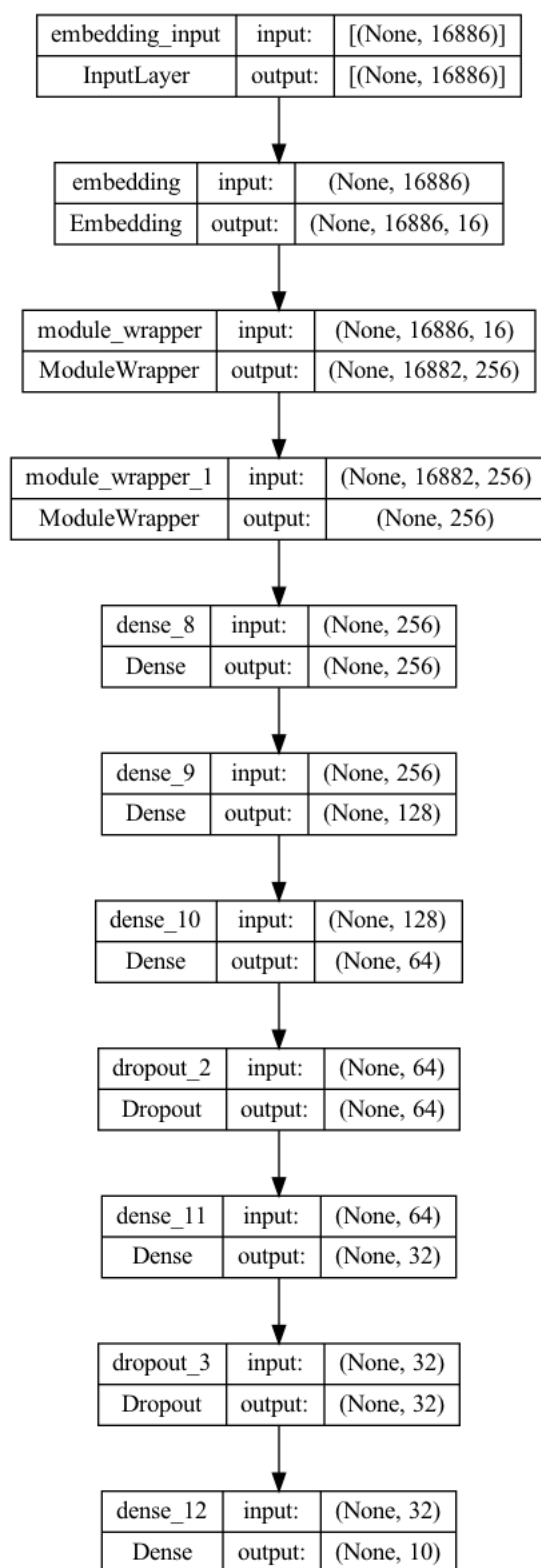 embedding_input input: [(None, 16886)]
InputLayer output: [(None, 16886)]
embedding input: (None, 16886)
Embedding output: (None, 16886, 16)
module_wrapper input: (None, 16886, 16)
ModuleWrapper output: (None, 16882, 256)
module_wrapper_1 input: (None, 16882, 256)
ModuleWrapper output: (None, 256)
dense_8 input: (None, 256)
Dense output: (None, 256)
dense_9 input: (None, 256)
Dense output: (None, 128)
dense_10 input: (None, 128)
Dense output: (None, 64)
dropout_2 input: (None, 64)
Dropout output: (None, 64)
dense_11 input: (None, 64)
Dense output: (None, 32)
dropout_3 input: (None, 32)
Dropout output: (None, 32)
dense_12 input: (None, 32)
Dense output: (None, 10)